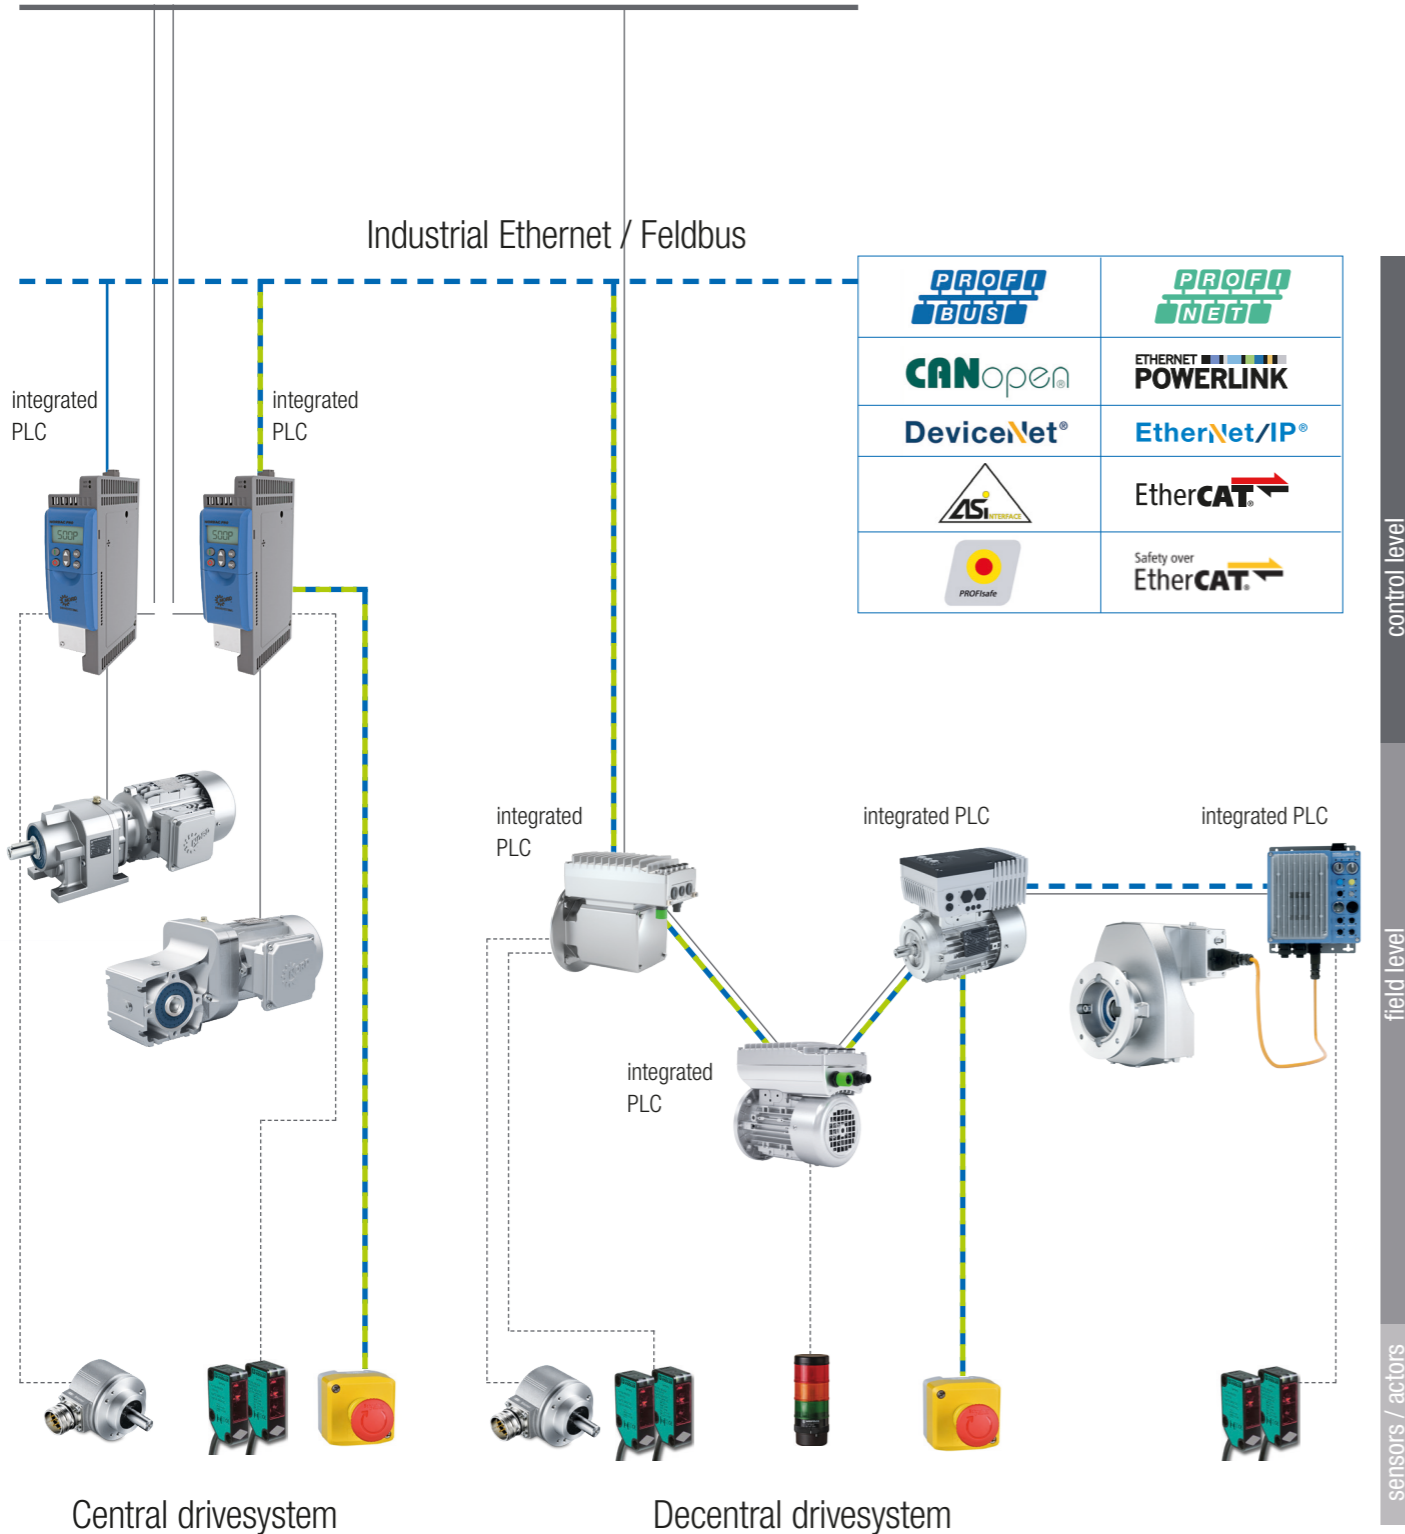 Industrial Ethernet / Feldbus
PROFI
BUS
PROFI
NET
CANopen®
ETHERNET
POWERLINK
DeviceNet®
EtherNet/IP®
ASi
INTERFACE
EtherCAT®
PROFIsafe
Safety over
EtherCAT®
integrated
PLC
integrated
PLC
control level
integrated
PLC
integrated PLC
integrated PLC
field level
integrated
PLC
sensors / actors
Central drivesystem
Decentral drivesystem